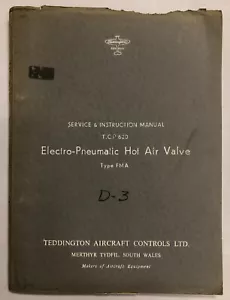 SERVICE & INSTRUCTION MANUAL
T.C.P 620
Electro-Pneumatic Hot Air Valve
Type FMA
D-3
TEDDINGTON AIRCRAFT CONTROLS LTD.
MERTHYR TYDFIL, SOUTH WALES.
Makers of Aircraft Equipment